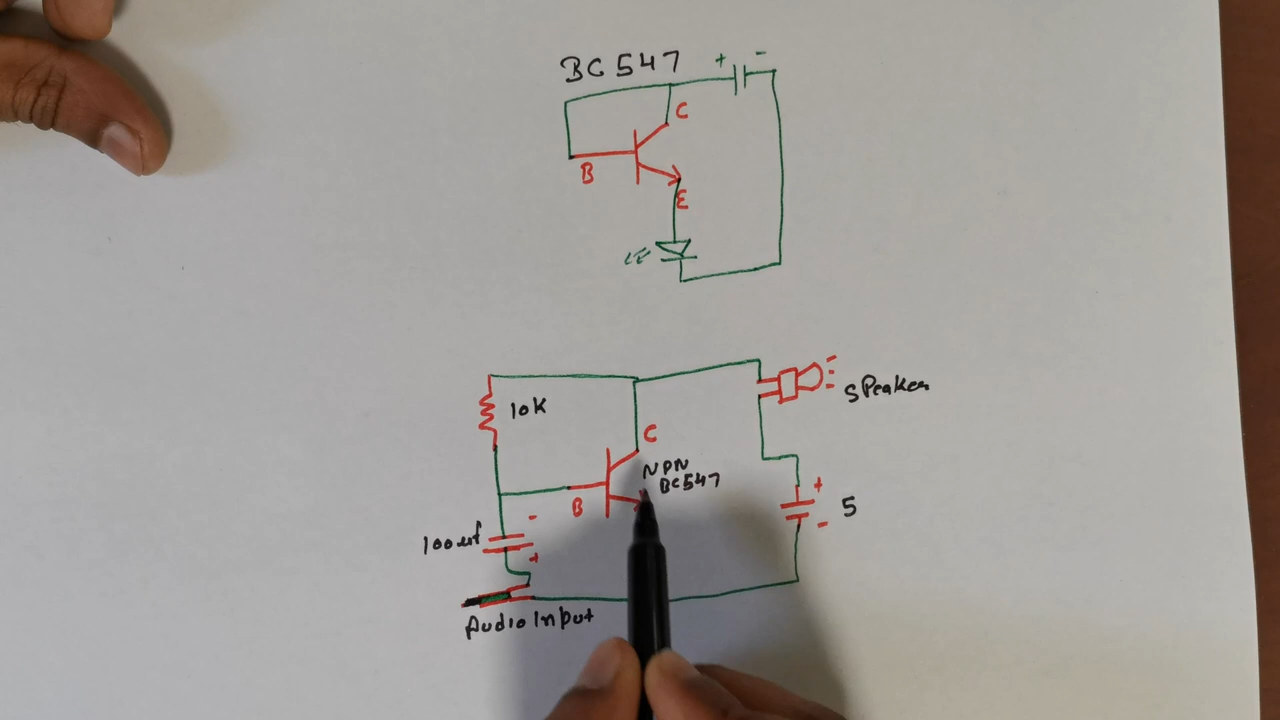 BC547
+ -
C
B
E
10K
speaker
C
NPN
BC547
B
-
+
5
-
100uf
+
Audio Input